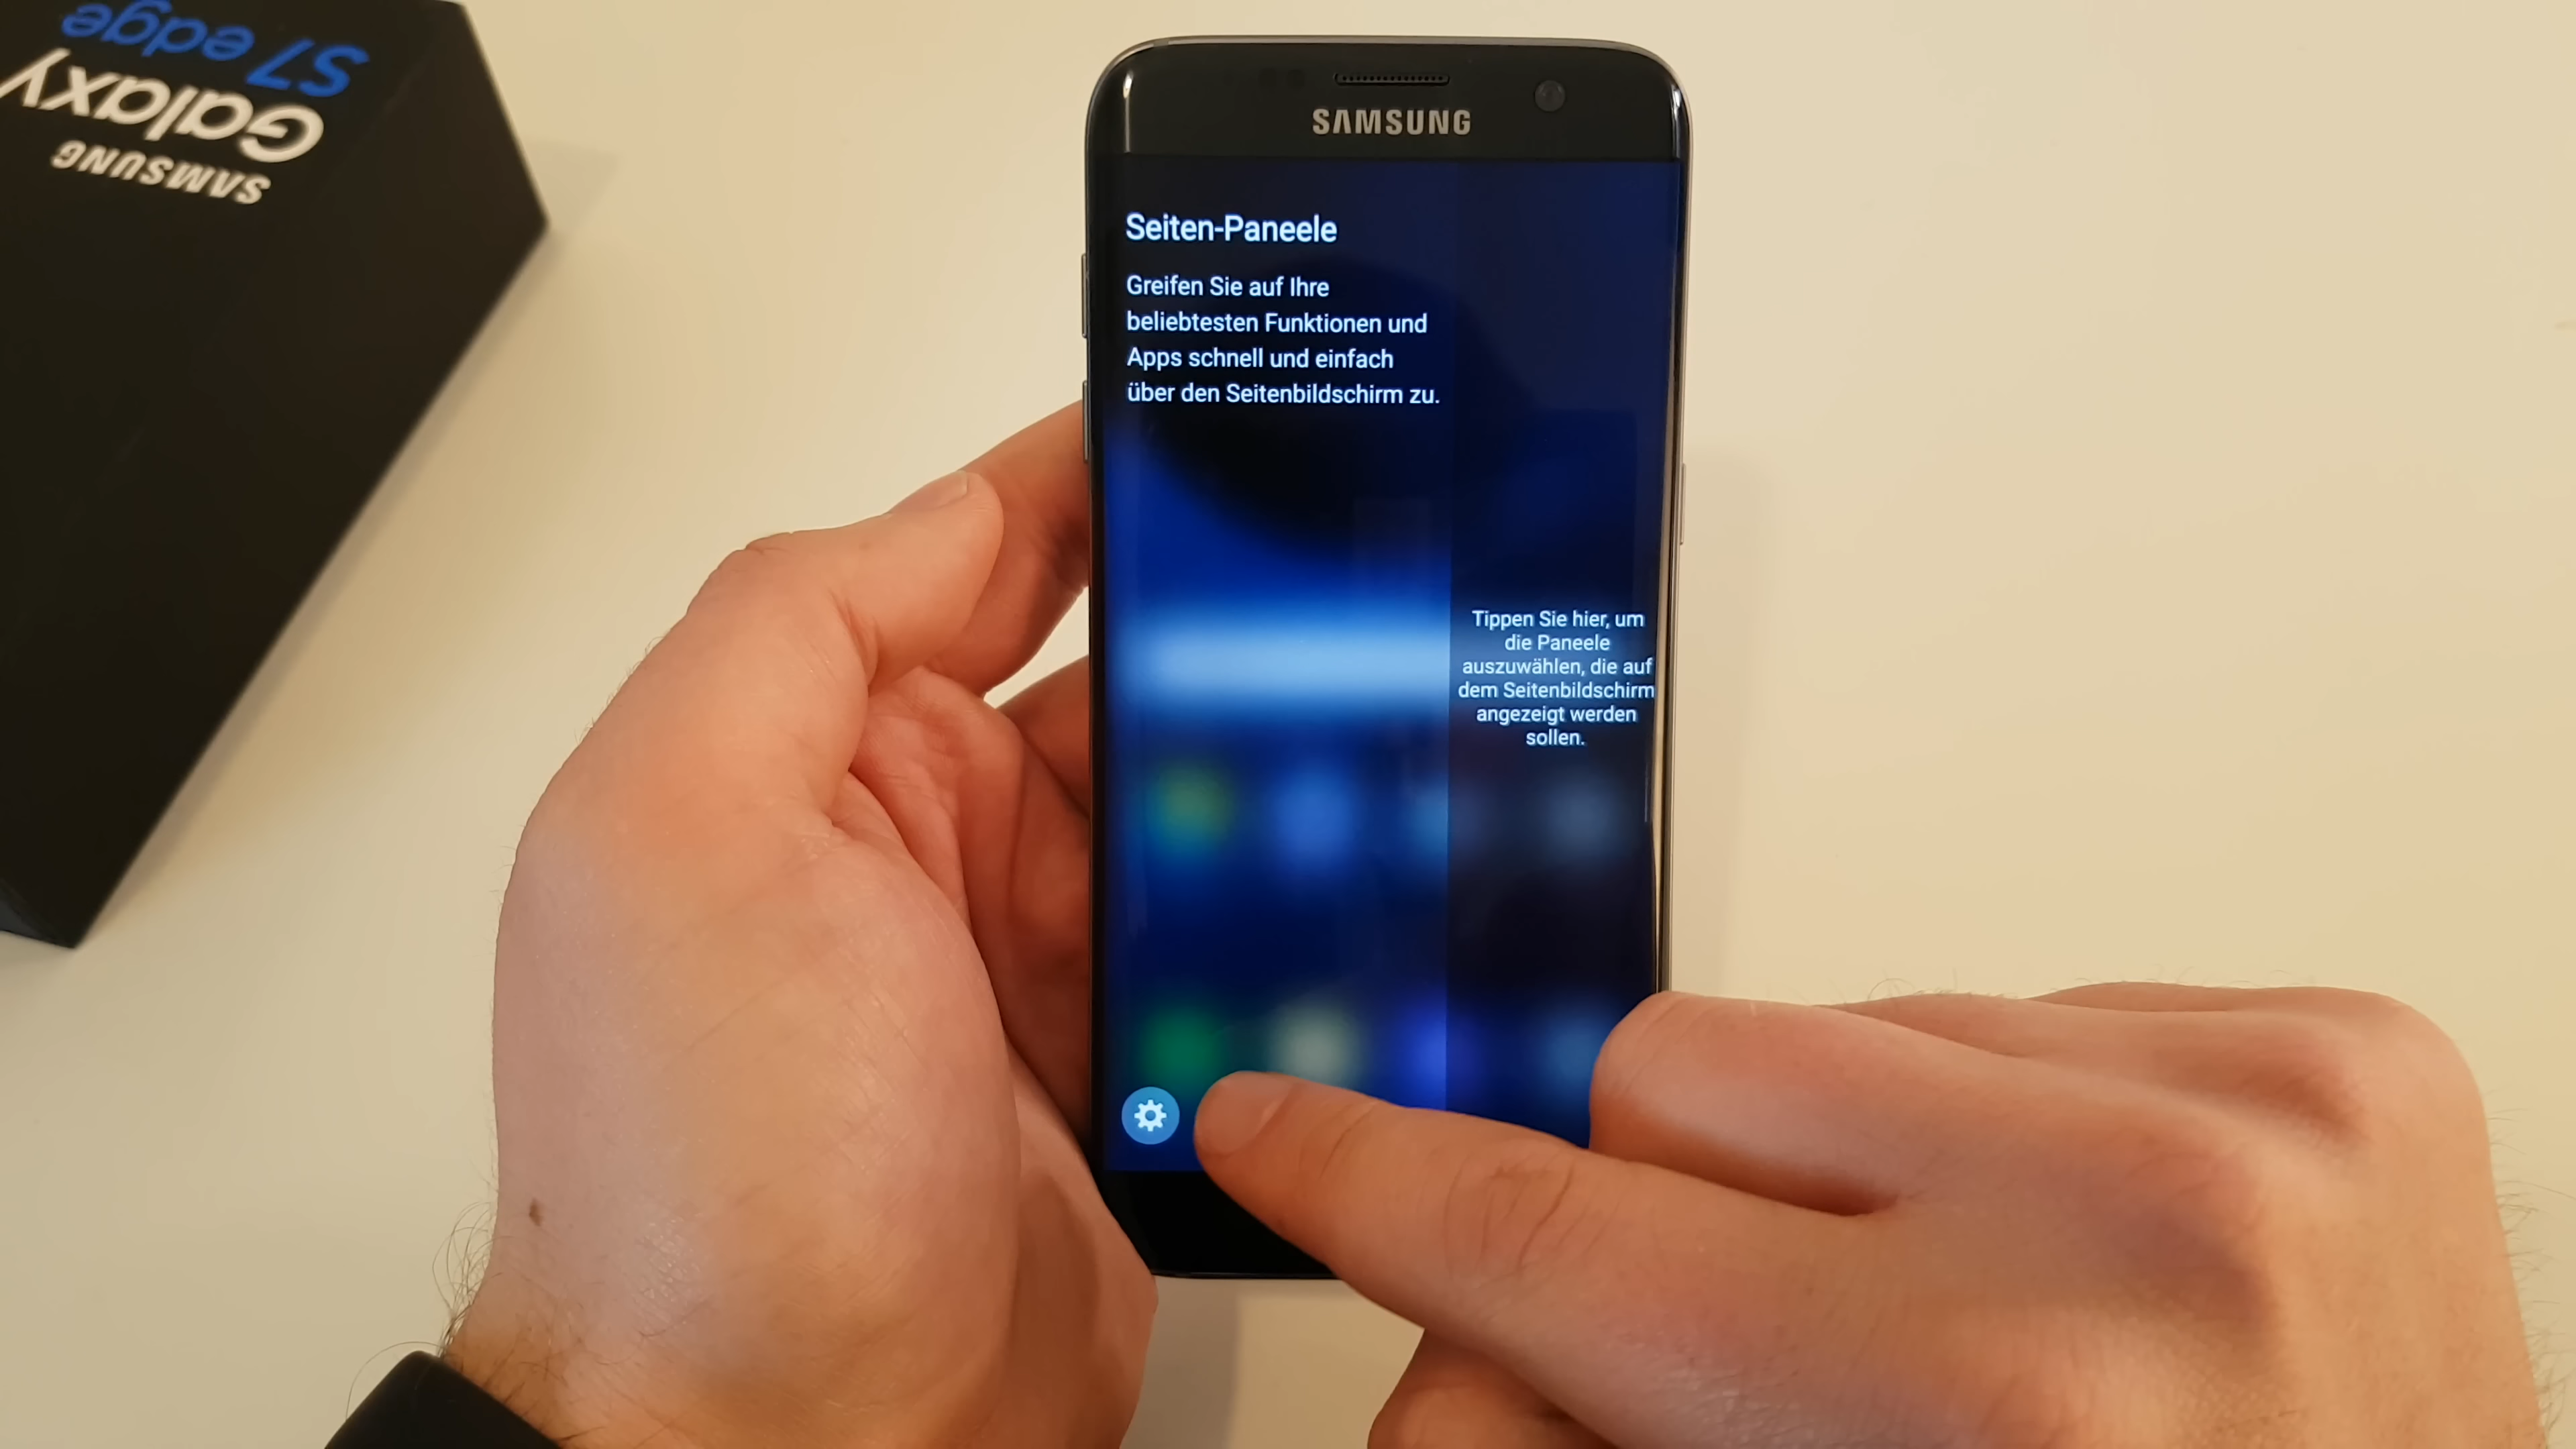 SAMSUNG
Galaxy
S7 edge
SAMSUNG
Seiten-Paneele
Greifen Sie auf Ihre
beliebtesten Funktionen und
Apps schnell und einfach
über den Seitenbildschirm zu.
Tippen Sie hier, um
die Paneele
auszuwählen, die auf
dem Seitenbildschirm
angezeigt werden
sollen.